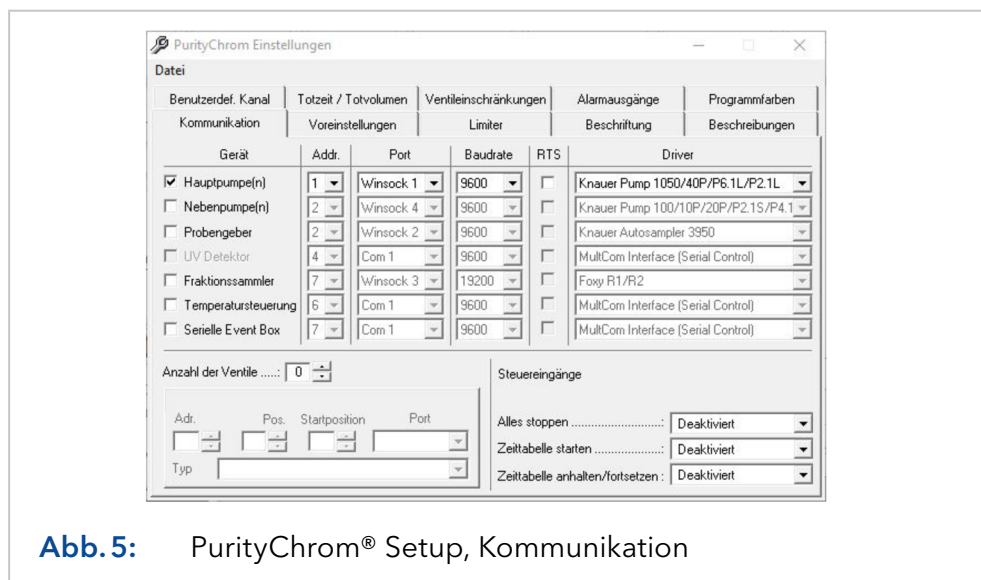 PurityChrom Einstellungen
Datei
Benutzerdef. Kanal Totzeit / Totvolumen Ventileinschränkungen Alarmausgänge Programmfarben
Kommunikation Voreinstellungen Limiter Beschriftung Beschreibungen
Gerät Addr. Port Baudrate RTS Driver
Hauptpumpe(n) 1 Winsock 1 9600 Knauer Pump 1050/40P/P6.1L/P2.1L
Nebenpumpe(n) 2 Winsock 4 9600 Knauer Pump 100/10P/20P/P2.1S/P4.1
Probengeber 2 Winsock 2 9600 Knauer Autosampler 3950
UV Detektor 4 Com 1 9600 MultCom Interface (Serial Control)
Fraktionssammler 7 Winsock 3 19200 Foxy R1/R2
Temperatursteuerung 6 Com 1 9600 MultCom Interface (Serial Control)
Serielle Event Box 7 Com 1 9600 MultCom Interface (Serial Control)
Anzahl der Ventile .....: 0
Adr. Pos. Startposition Port
Typ
Steuereingänge
Alles stoppen ..........................: Deaktiviert
Zeittabelle starten ...................: Deaktiviert
Zeittabelle anhalten/fortsetzen : Deaktiviert
Abb. 5: PurityChrom® Setup, Kommunikation